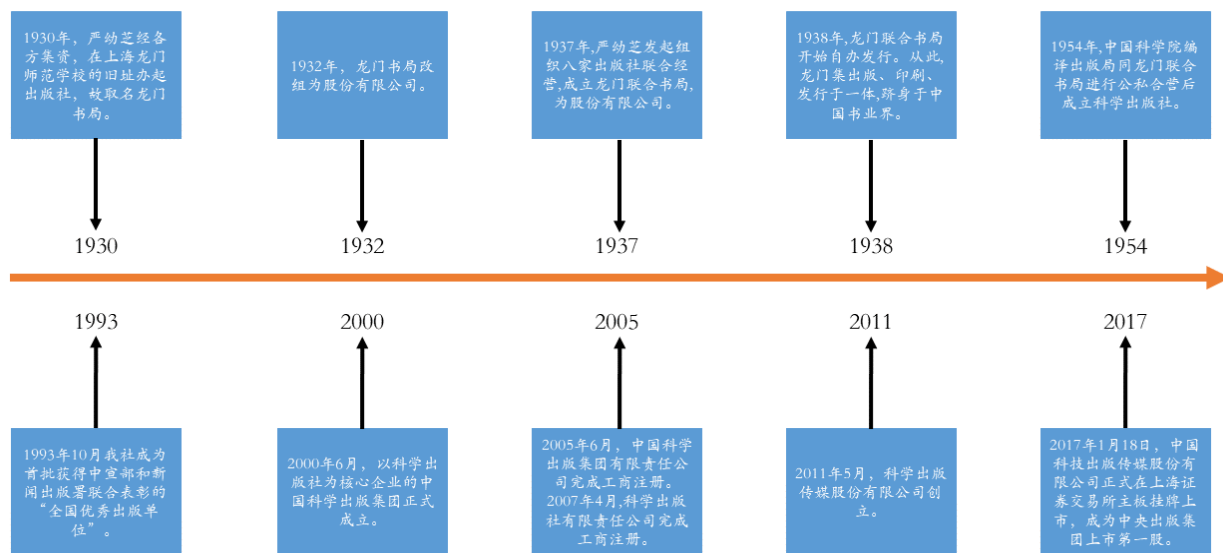 1930年，严幼芝经各
方集资，在上海龙门
师范学校的旧址办起
出版社，故取名龙门
书局。
1932年，龙门书局改
组为股份有限公司。
1937年,严幼芝发起组
织八家出版社联合经
营,成立龙门联合书局,
为股份有限公司。
1938年,龙门联合书局
开始自办发行。从此,
龙门集出版、印刷、
发行于一体,跻身于中
国书业界。
1954年,中国科学院编
译出版局同龙门联合
书局进行公私合营后
成立科学出版社。
1930
1932
1937
1938
1954
1993
2000
2005
2011
2017
1993年10月我社成为
首批获得中宣部和新
闻出版署联合表彰的
“全国优秀出版单
位”。
2000年6月，以科学出
版社为核心企业的中
国科学出版集团正式
成立。
2005年6月，中国科学
出版集团有限责任公
司完成工商注册。
2007年4月,科学出版
社有限责任公司完成
工商注册。
2011年5月，科学出版
传媒股份有限公司创
立。
2017年1月18日，中国
科技出版传媒股份有
限公司正式在上海证
券交易所主板挂牌上
市，成为中央出版集
团上市第一股。